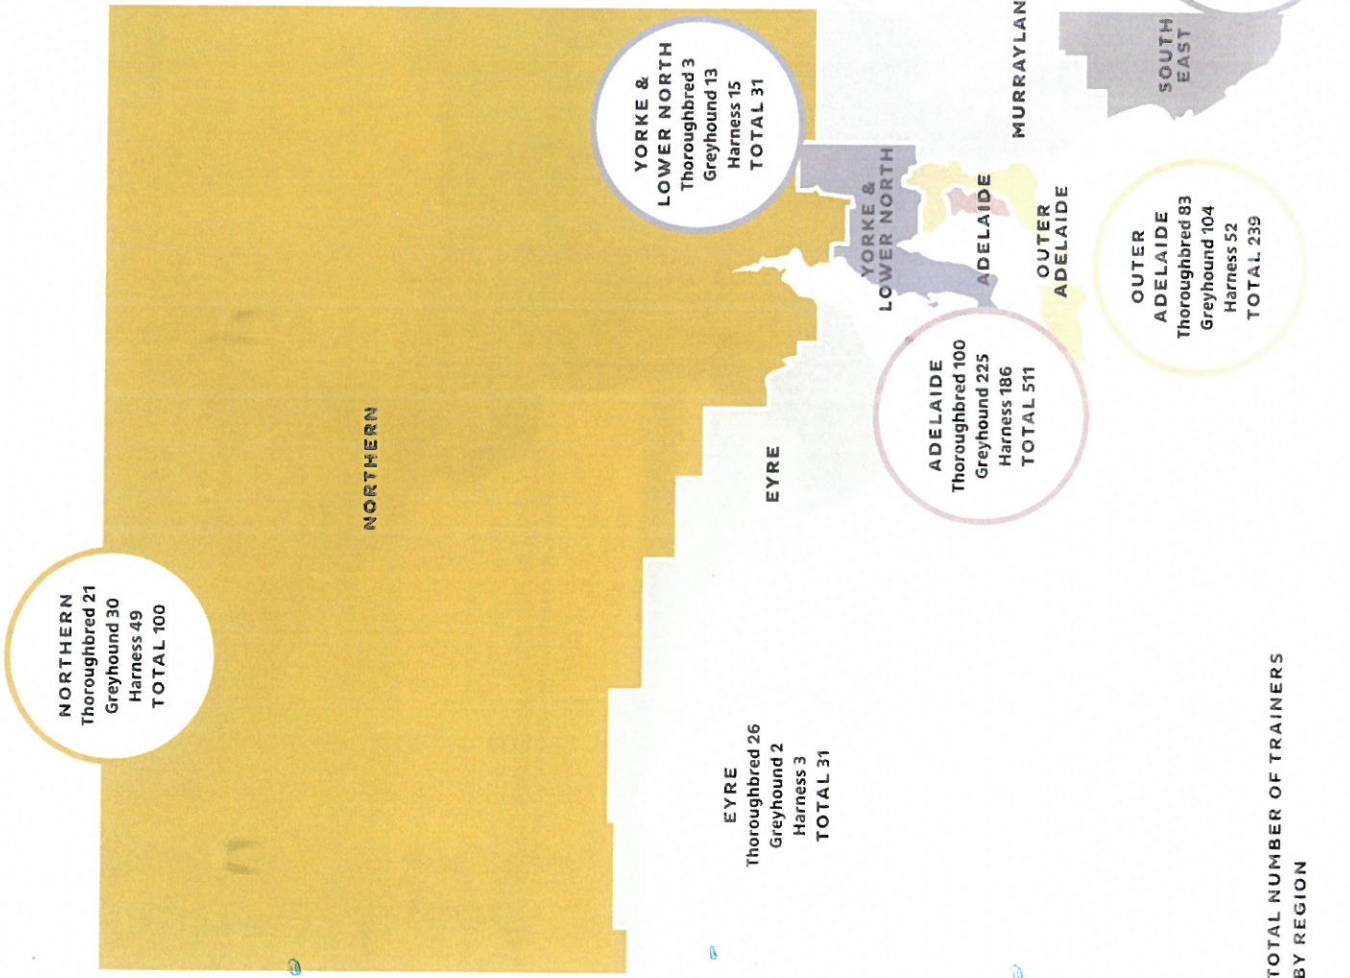 TOTAL NUMBER OF TRAINERS
BY REGION
NORTHERN
Thoroughbred 21
Greyhound 30
Harness 49
TOTAL 100
NORTHERN
YORKE &
LOWER NORTH
Thoroughbred 3
Greyhound 13
Harness 15
TOTAL 31
EYRE
Thoroughbred 26
Greyhound 2
Harness 3
TOTAL 31
EYRE
YORKE &
LOWER NORTH
ADELAIDE
Thoroughbred 100
Greyhound 225
Harness 186
TOTAL 511
ADELAIDE
OUTER
ADELAIDE
MURRAYLAN
OUTER
ADELAIDE
Thoroughbred 83
Greyhound 104
Harness 52
TOTAL 239
SOUTH
EAST